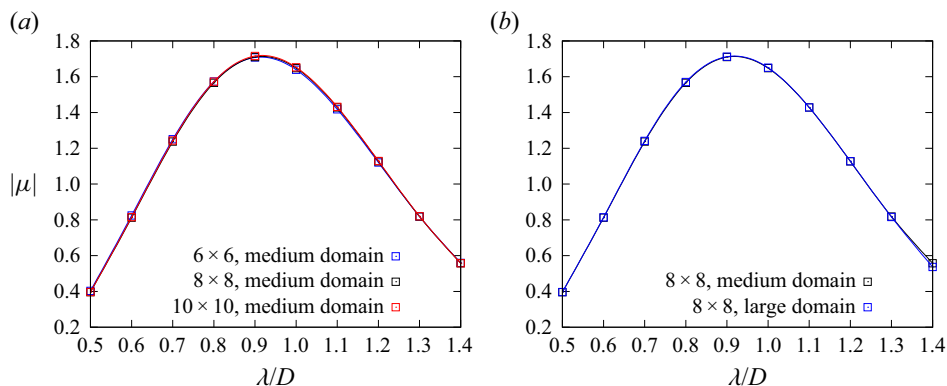 (a)
(b)
1.8
1.6
1.4
1.2
1.0
0.8
0.6
0.4
0.2
|μ|
6 × 6, medium domain
8 × 8, medium domain
10 × 10, medium domain
0.5 0.6 0.7 0.8 0.9 1.0 1.1 1.2 1.3 1.4
λ/D
1.8
1.6
1.4
1.2
1.0
0.8
0.6
0.4
0.2
8 × 8, medium domain
8 × 8, large domain
0.5 0.6 0.7 0.8 0.9 1.0 1.1 1.2 1.3 1.4
λ/D